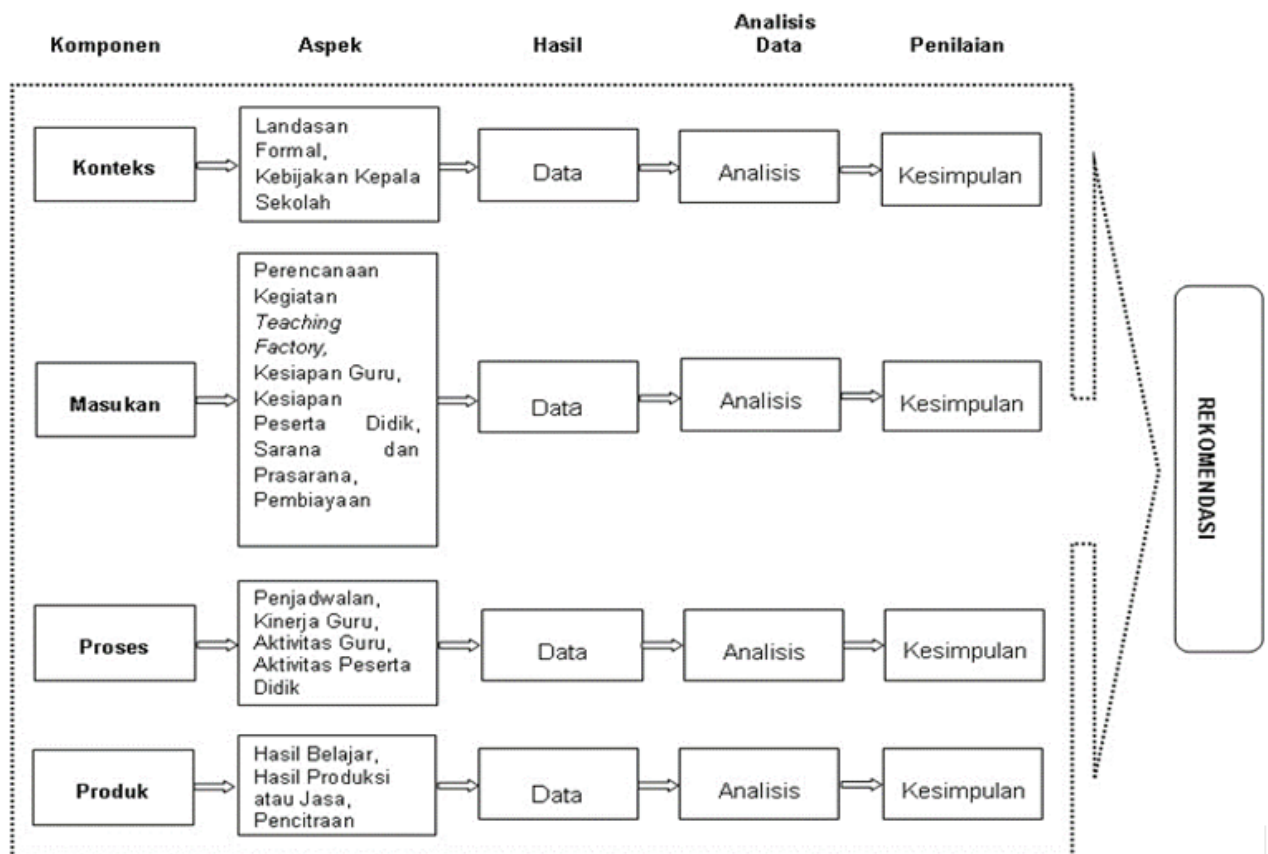 Komponen
Aspek
Hasil
Analisis
Data
Penilaian
Konteks
Landasan
Formal,
Kebijakan Kepala
Sekolah
Data
Analisis
Kesimpulan
Masukan
Perencanaan
Kegiatan
Teaching
Factory,
Kesiapan Guru,
Kesiapan
Peserta Didik,
Sarana dan
Prasarana,
Pembiayaan
Data
Analisis
Kesimpulan
Proses
Penjadwalan,
Kinerja Guru,
Aktivitas Guru,
Aktivitas Peserta
Didik
Data
Analisis
Kesimpulan
Produk
Hasil Belajar,
Hasil Produksi
atau Jasa,
Pencitraan
Data
Analisis
Kesimpulan
REKOMENDASI